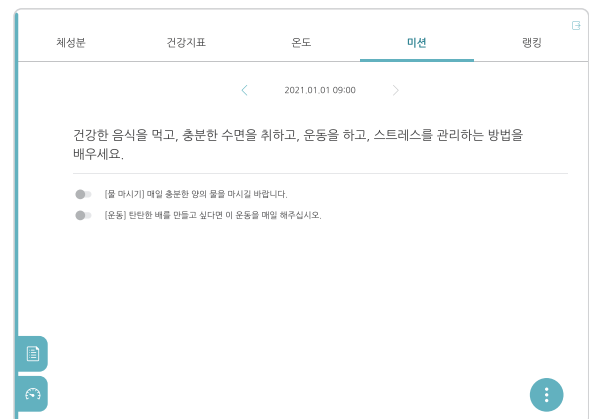 체성분
건강지표
온도
미션
랭킹
2021.01.01 09:00
건강한 음식을 먹고, 충분한 수면을 취하고, 운동을 하고, 스트레스를 관리하는 방법을
배우세요.
[물 마시기] 매일 충분한 양의 물을 마시길 바랍니다.
[운동] 탄탄한 배를 만들고 싶다면 이 운동을 매일 해주십시오.